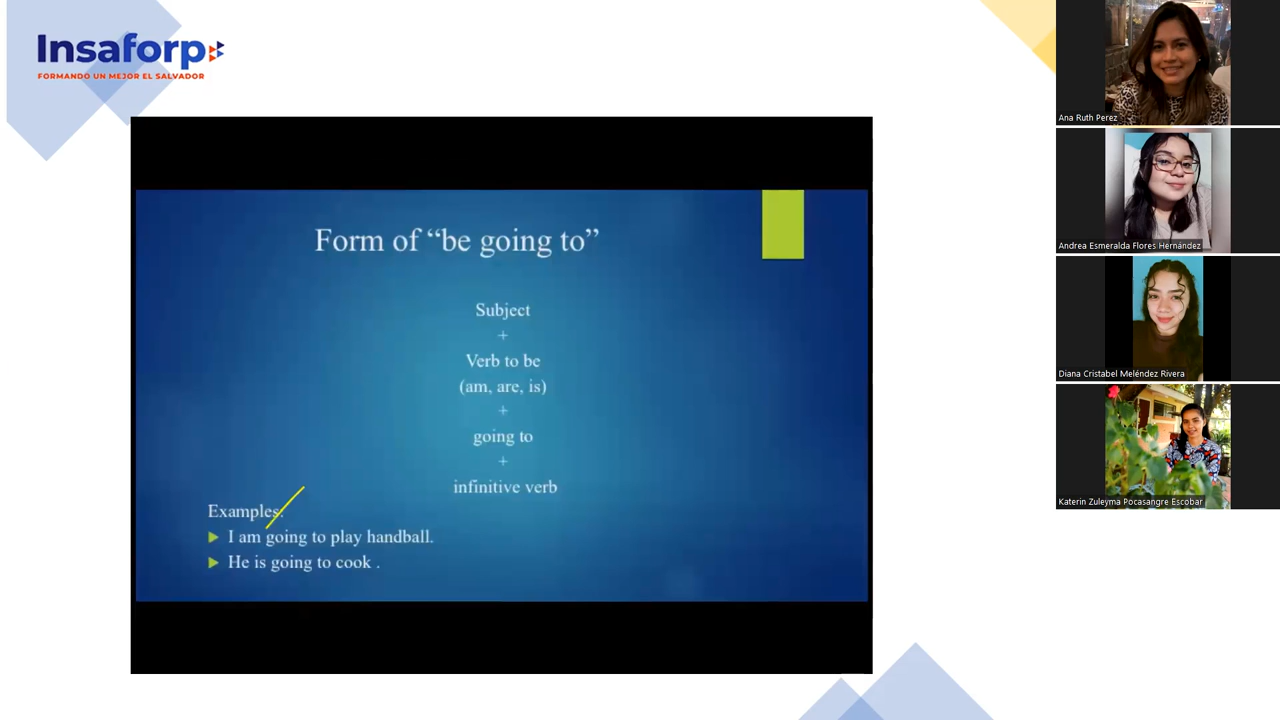 Insaforp
FORMANDO UN MEJOR EL SALVADOR
Form of “be going to”
Subject
+
Verb to be
(am, are, is)
+
going to
+
infinitive verb
Examples:
I am going to play handball.
He is going to cook .
Ana Ruth Perez
Andrea Esmeralda Flores Hernández
Diana Cristabel Meléndez Rivera
Katerin Zuleyma Pocasangre Escobar